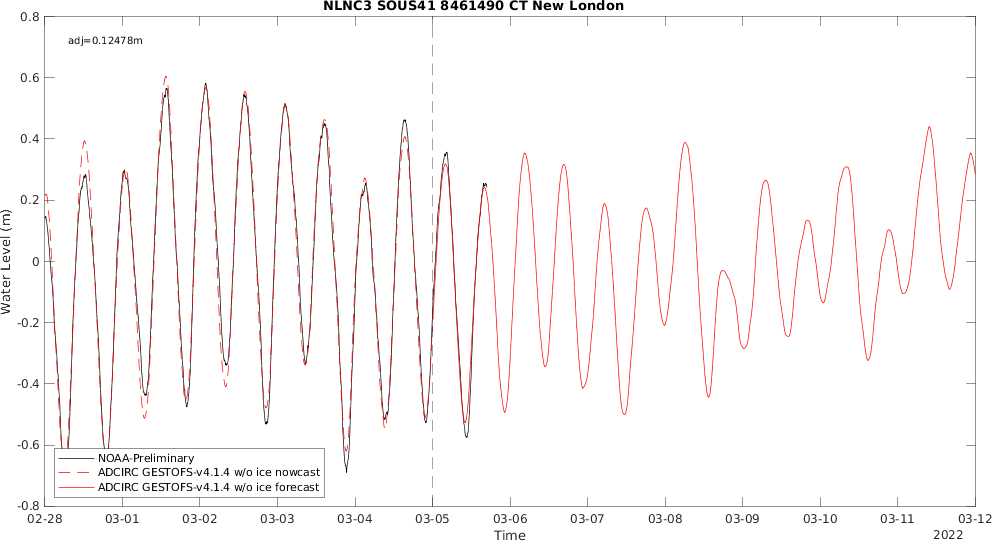 NLNC3 SOUS41 8461490 CT New London
adj=0.12478m
0.8
0.6
0.4
0.2
0
-0.2
-0.4
-0.6
-0.8
Water Level (m)
NOAA-Preliminary
ADCIRC GESTOFS-v4.1.4 w/o ice nowcast
ADCIRC GESTOFS-v4.1.4 w/o ice forecast
02-28 03-01 03-02 03-03 03-04 03-05 03-06 03-07 03-08 03-09 03-10 03-11 03-12
Time
2022